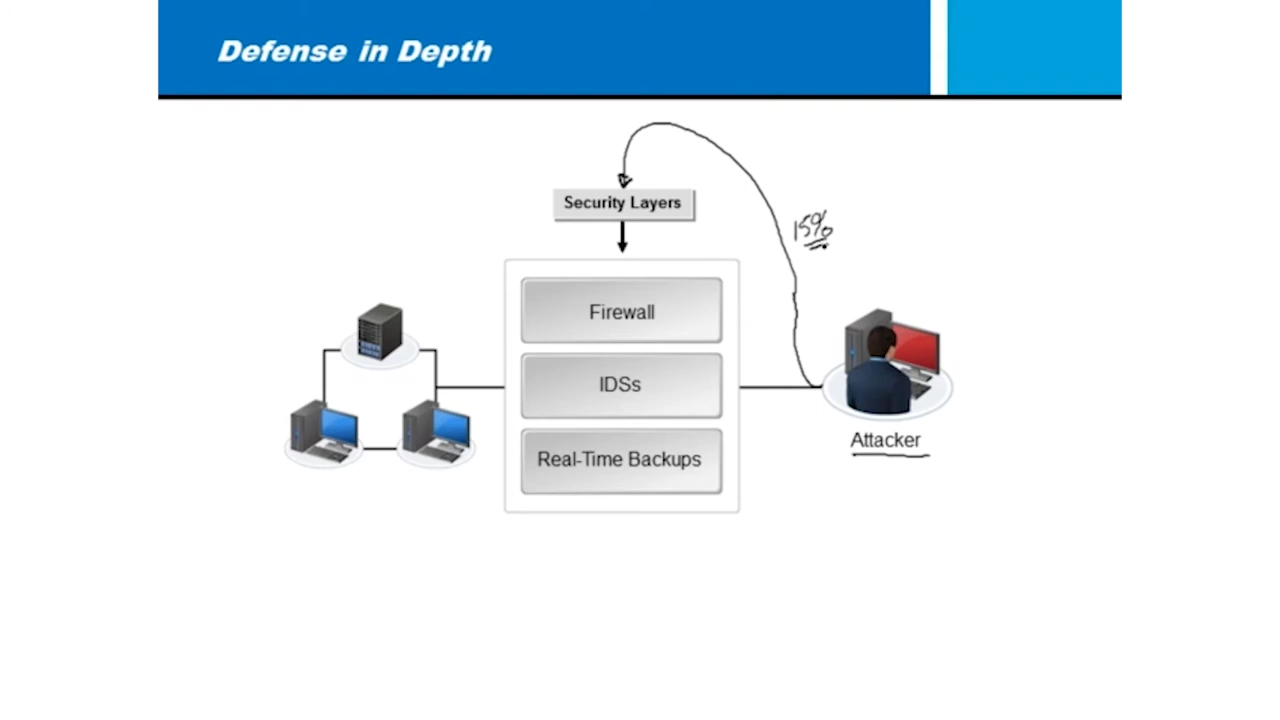 Defense in Depth
Security Layers
15%
Firewall
IDSs
Real-Time Backups
Attacker